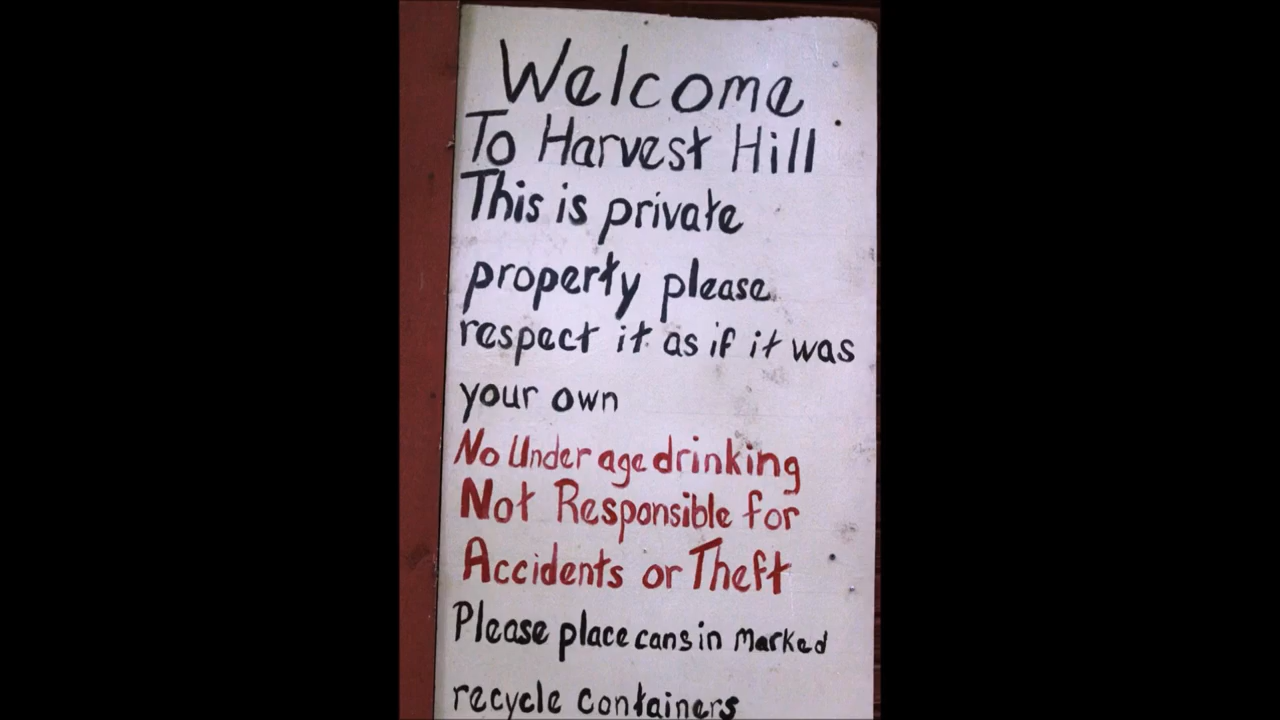 Welcome
To Harvest Hill
This is private
property please
respect it as if it was
your own
No Under age drinking
Not Responsible for
Accidents or Theft
Please place cans in Marked
recycle containers